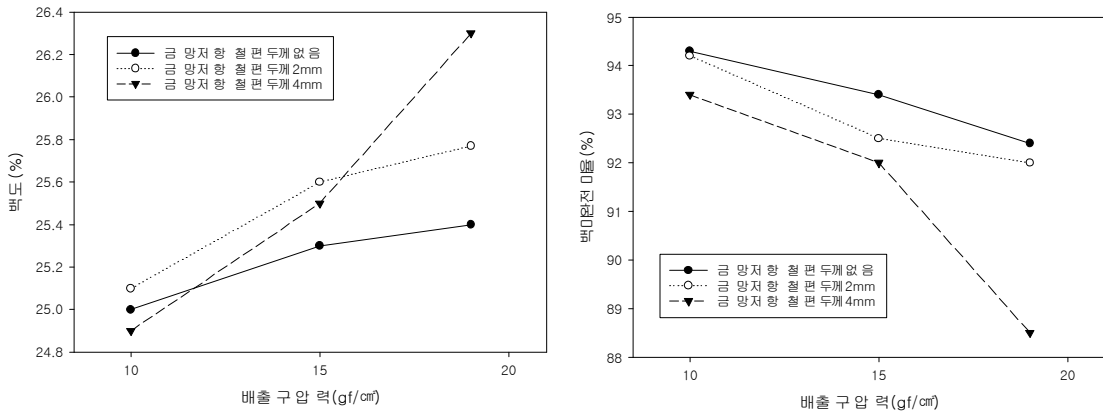 26.4
26.2
26.0
25.8
25.6
25.4
25.2
25.0
24.8
백도(%)
금 망저항 철편두께없음
금 망저항 철편두께2mm
금 망저항 철편두께4mm
10 15 20
배출구압력(gf/㎠)
95
94
93
92
91
90
89
88
백미완전미율(%)
금 망저항 철편두께없음
금 망저항 철편두께2mm
금 망저항 철편두께4mm
10 15 20
배출구압력(gf/㎠)